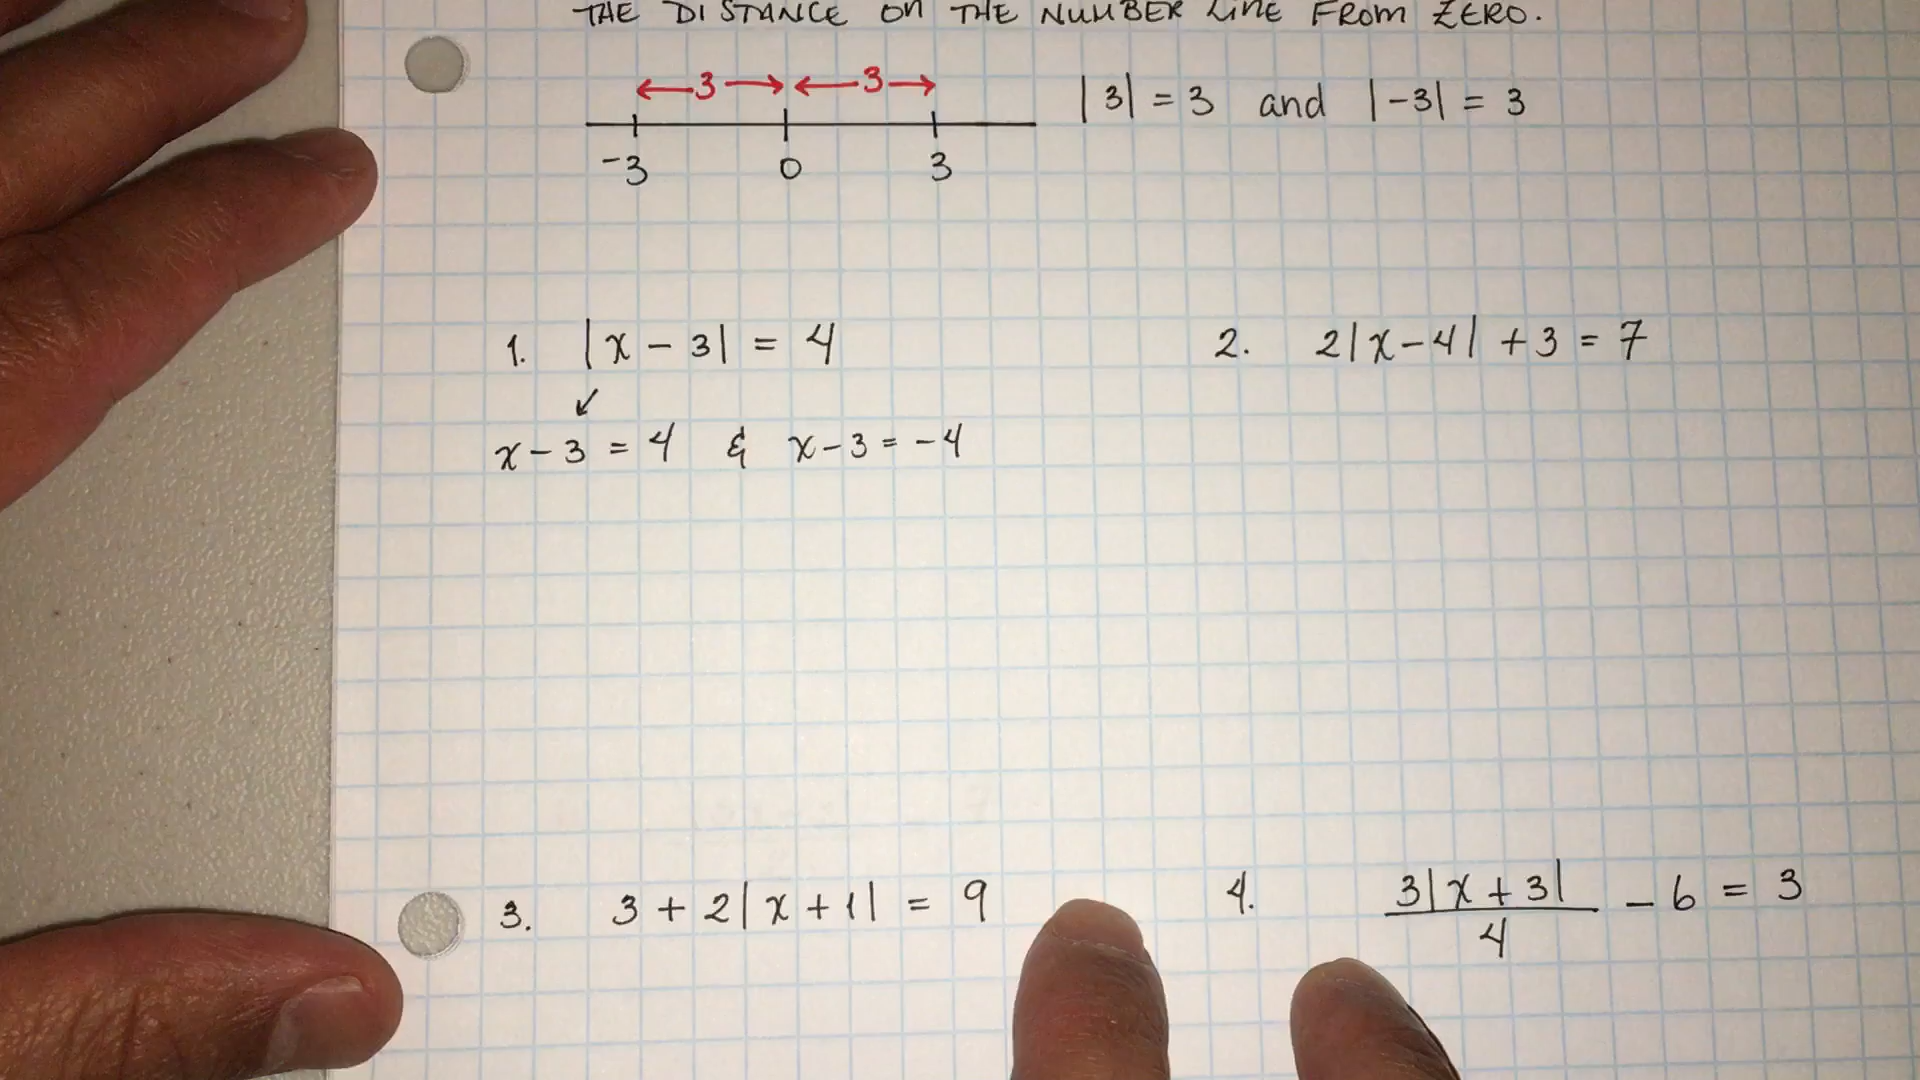 THE DISTANCE ON THE NUMBER LINE FROM ZERO.
3 3
-3 0 3
|3| = 3 and |-3| = 3
1. |x - 3| = 4
x - 3 = 4 & x - 3 = -4
2. 2|x - 4| + 3 = 7
3. 3 + 2|x + 1| = 9
4. 3|x + 3| / 4 - 6 = 3